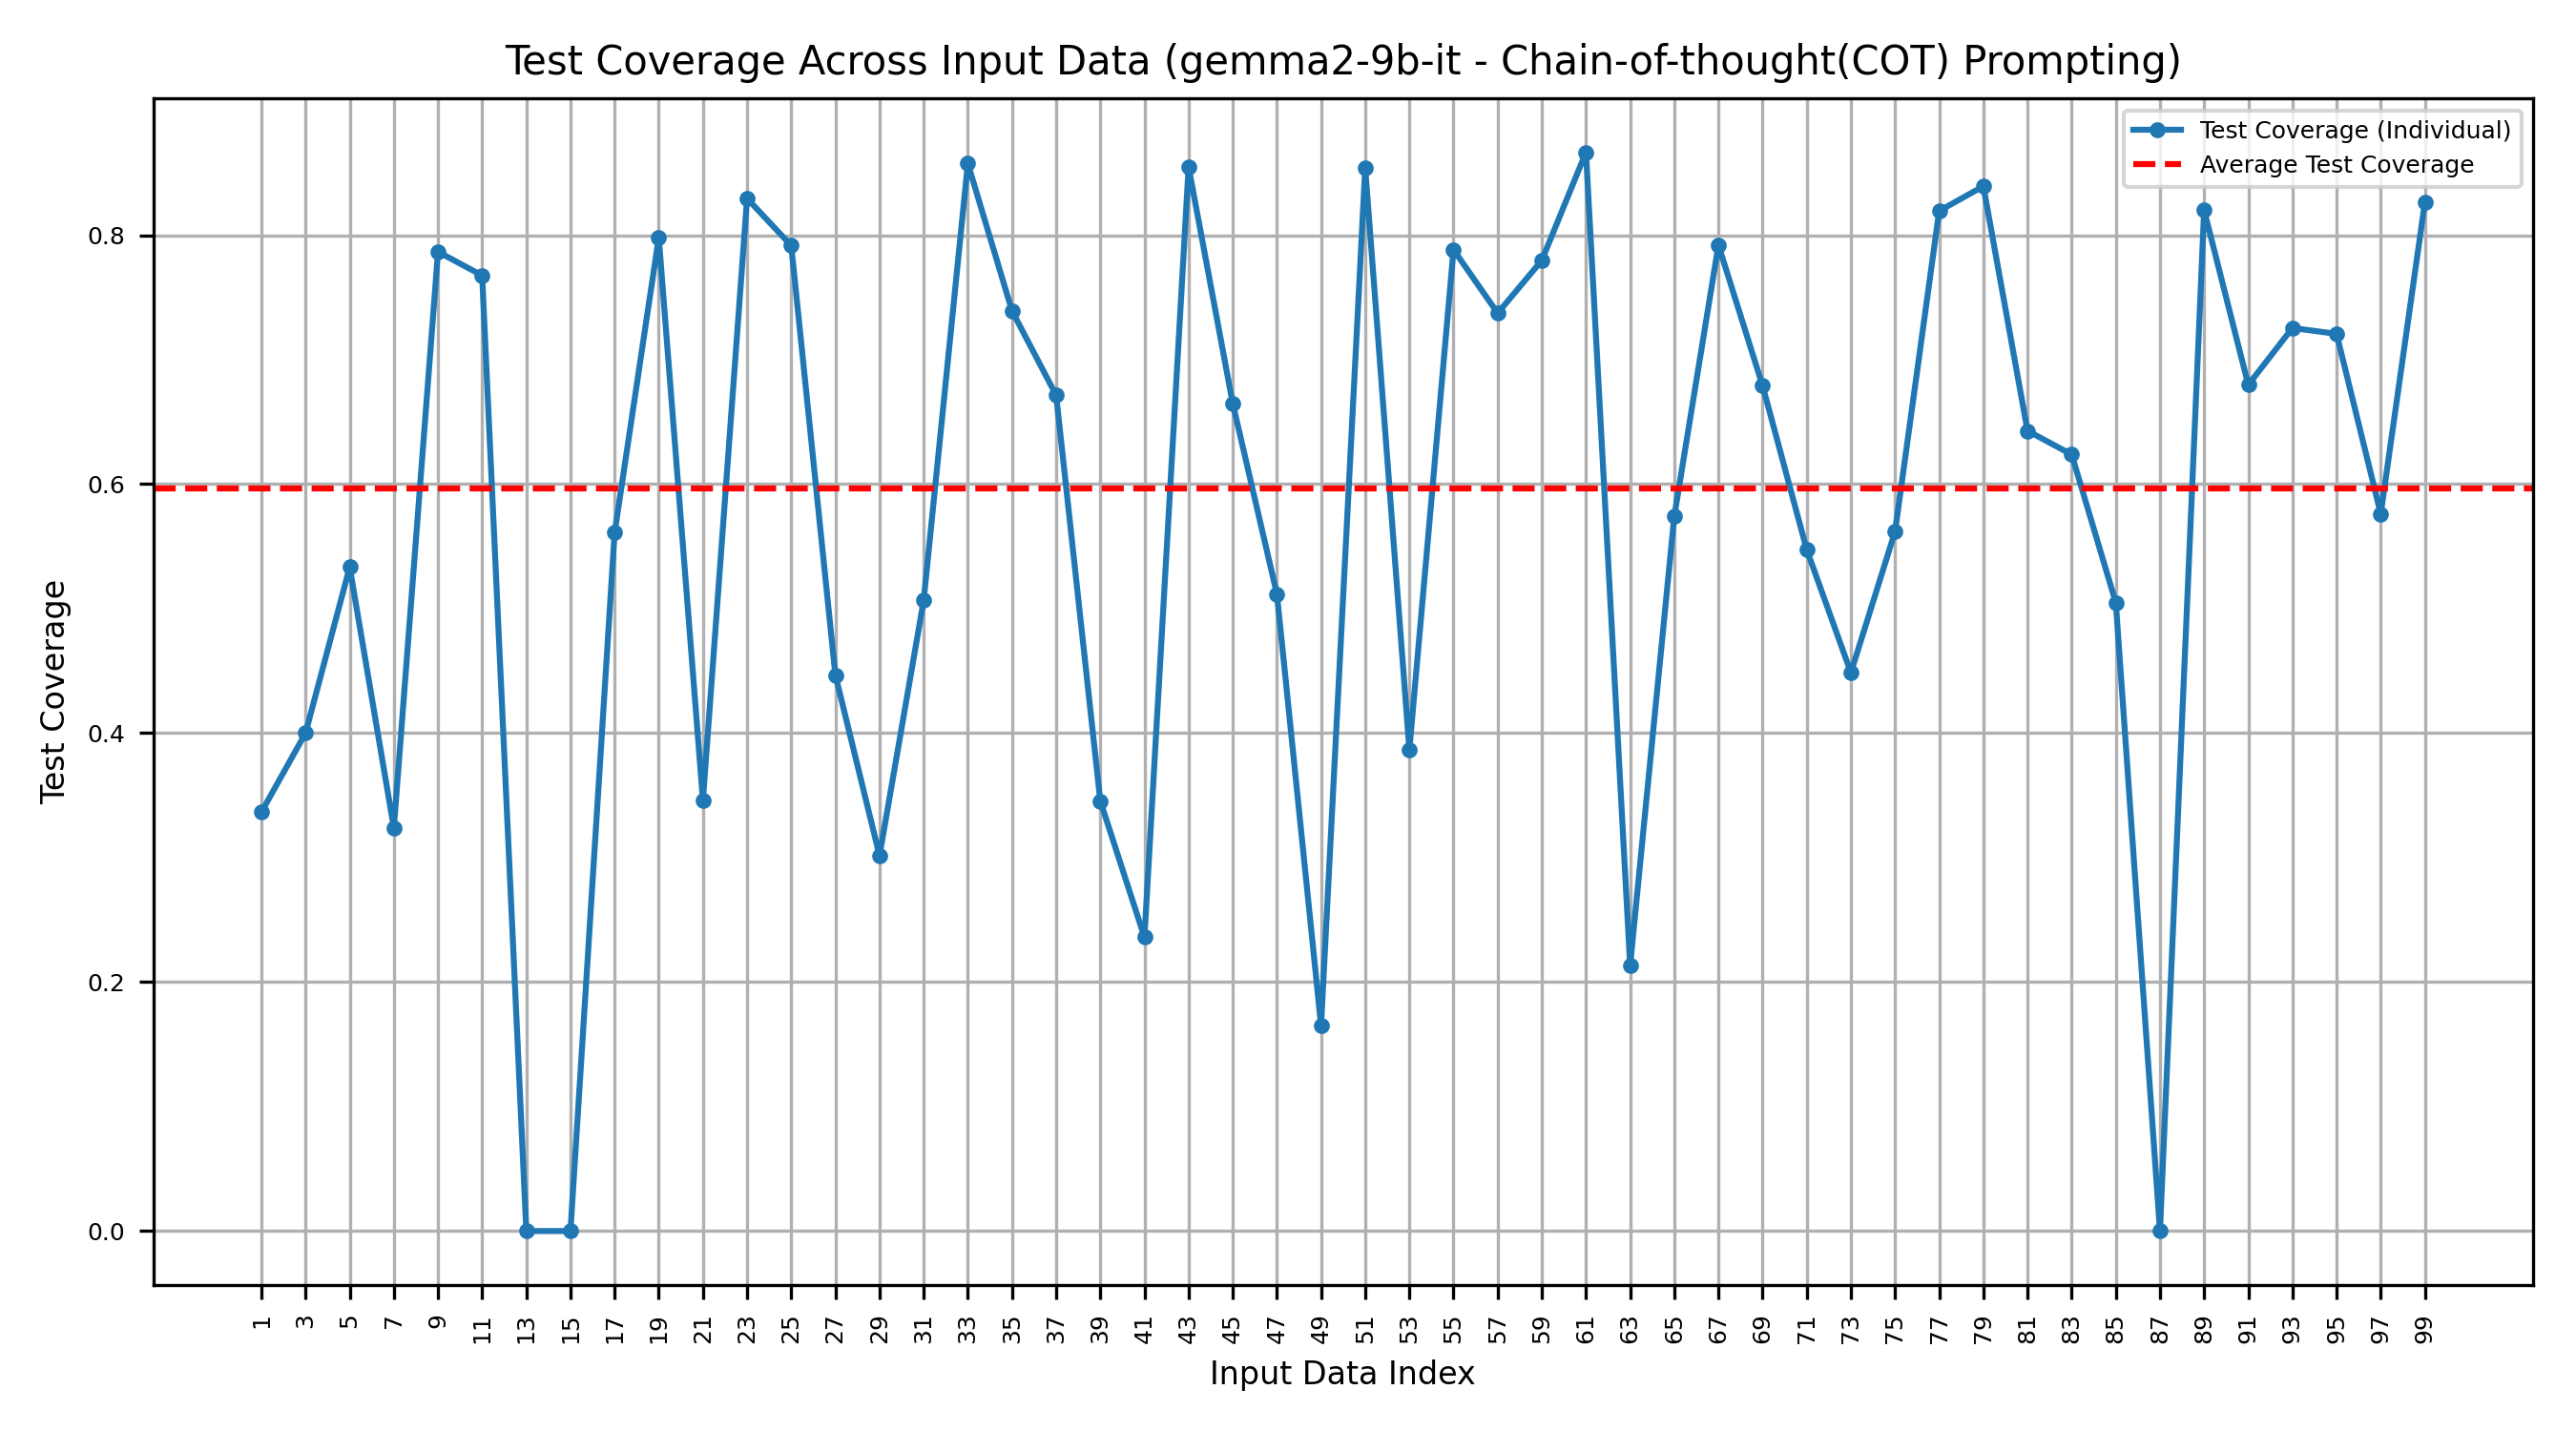 Test Coverage Across Input Data (gemma2-9b-it - Chain-of-thought(COT) Prompting)
Test Coverage (Individual)
Average Test Coverage
Test Coverage
0.8
0.6
0.4
0.2
0.0
1 3 5 7 9 11 13 15 17 19 21 23 25 27 29 31 33 35 37 39 41 43 45 47 49 51 53 55 57 59 61 63 65 67 69 71 73 75 77 79 81 83 85 87 89 91 93 95 97 99
Input Data Index